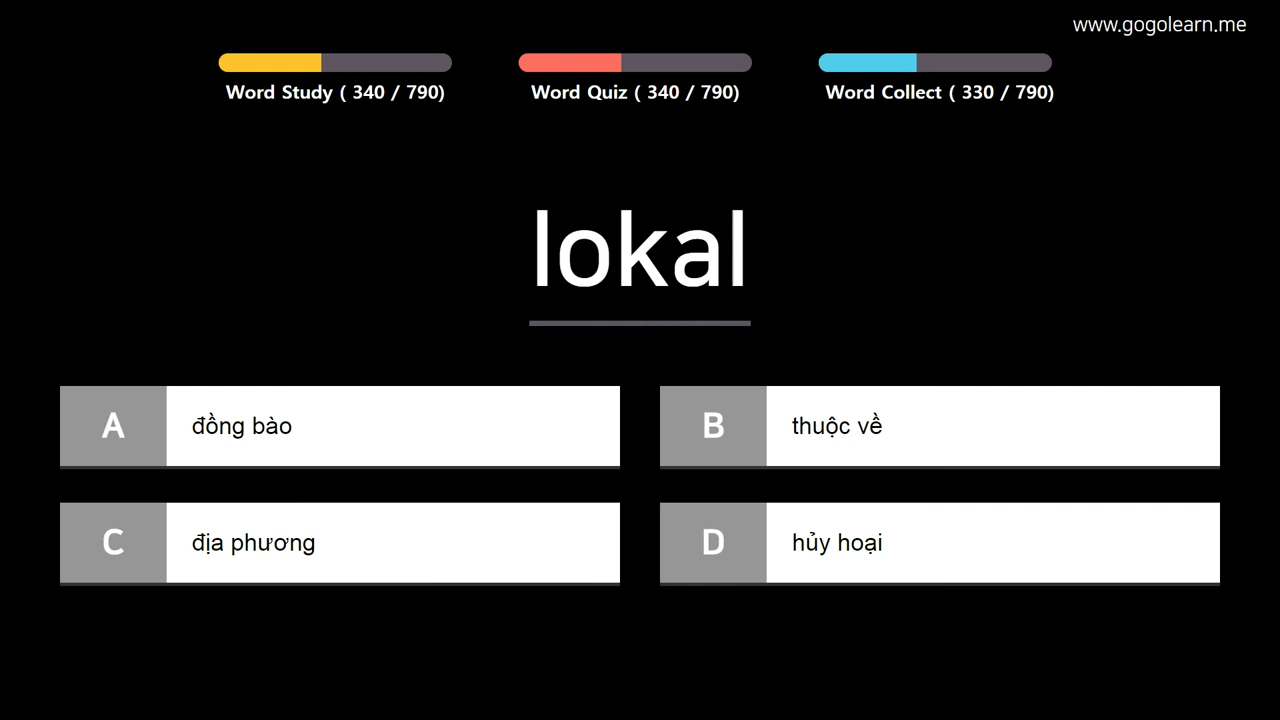 www.gogolearn.me
Word Study ( 340 / 790)
Word Quiz ( 340 / 790)
Word Collect ( 330 / 790)
lokal
A
đồng bào
B
thuộc về
C
địa phương
D
hủy hoại